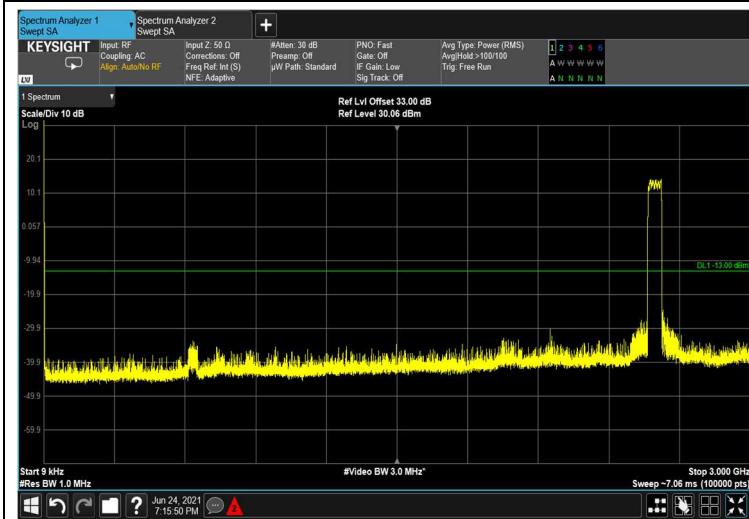 Spectrum Analyzer 1
Swept SA
Spectrum Analyzer 2
Swept SA
+
KEYSIGHT
LXI
Input: RF
Coupling: AC
Align: Auto/No RF
Input Z: 50 Ω
Corrections: Off
Freq Ref: Int (S)
NFE: Adaptive
#Atten: 30 dB
Preamp: Off
µW Path: Standard
PNO: Fast
Gate: Off
IF Gain: Low
Sig Track: Off
Avg Type: Power (RMS)
Avg|Hold:>100/100
Trig: Free Run
1 2 3 4 5 6
A W W W W W
A N N N N N
1 Spectrum
Scale/Div 10 dB
Ref Lvl Offset 33.00 dB
Ref Level 30.06 dBm
Log
20.1
10.1
0.057
-9.94
DL1 -13.00 dBm
-19.9
-29.9
-39.9
-49.9
-59.9
Start 9 kHz
#Video BW 3.0 MHz*
Stop 3.000 GHz
#Res BW 1.0 MHz
Sweep ~7.06 ms (100000 pts)
?
Jun 24, 2021
7:15:50 PM